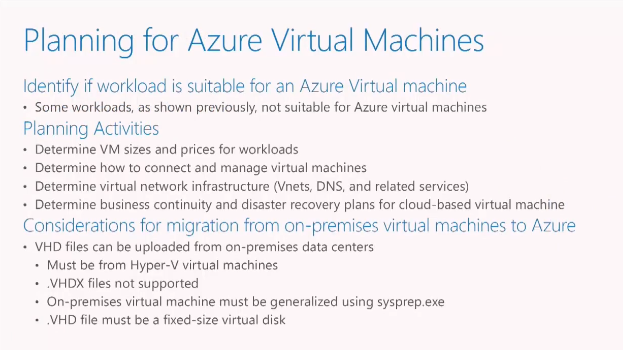 Planning for Azure Virtual Machines
Identify if workload is suitable for an Azure Virtual machine
• Some workloads, as shown previously, not suitable for Azure virtual machines
Planning Activities
• Determine VM sizes and prices for workloads
• Determine how to connect and manage virtual machines
• Determine virtual network infrastructure (Vnets, DNS, and related services)
• Determine business continuity and disaster recovery plans for cloud-based virtual machine
Considerations for migration from on-premises virtual machines to Azure
• VHD files can be uploaded from on-premises data centers
• Must be from Hyper-V virtual machines
• .VHDX files not supported
• On-premises virtual machine must be generalized using sysprep.exe
• .VHD file must be a fixed-size virtual disk